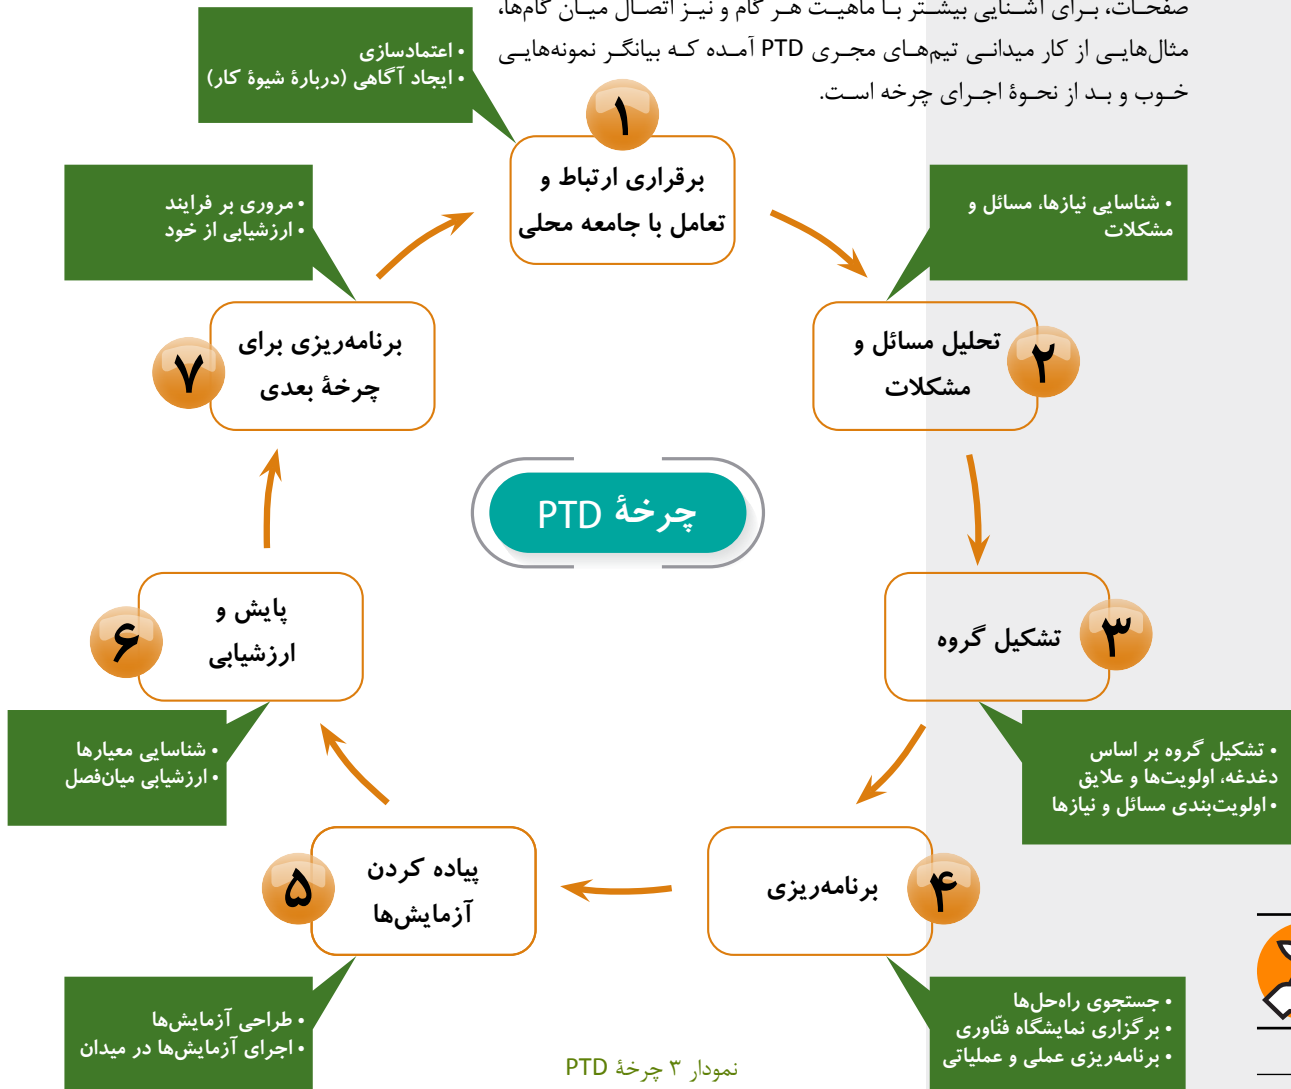 صفحات، برای آشنایی بیشتر با ماهیت هر گام و نیز اتصال میان گام‌ها،
مثال‌هایی از کار میدانی تیم‌های مجری PTD آمده که بیانگر نمونه‌هایی
خوب و بد از نحوۀ اجرای چرخه است.
• اعتمادسازی
• ایجاد آگاهی (دربارۀ شیوۀ کار)
۱
برقراری ارتباط و
تعامل با جامعه محلی
• شناسایی نیازها، مسائل و
مشکلات
۲
تحلیل مسائل و
مشکلات
۳
تشکیل گروه
• تشکیل گروه بر اساس
دغدغه، اولویت‌ها و علایق
• اولویت‌بندی مسائل و نیازها
۴
برنامه‌ریزی
• جستجوی راه‌حل‌ها
• برگزاری نمایشگاه فنّاوری
• برنامه‌ریزی عملی و عملیاتی
۵
پیاده کردن
آزمایش‌ها
• طراحی آزمایش‌ها
• اجرای آزمایش‌ها در میدان
۶
پایش و
ارزشیابی
• شناسایی معیارها
• ارزشیابی میان‌فصل
۷
برنامه‌ریزی برای
چرخۀ بعدی
• مروری بر فرایند
• ارزشیابی از خود
چرخۀ PTD
نمودار ۳ چرخۀ PTD